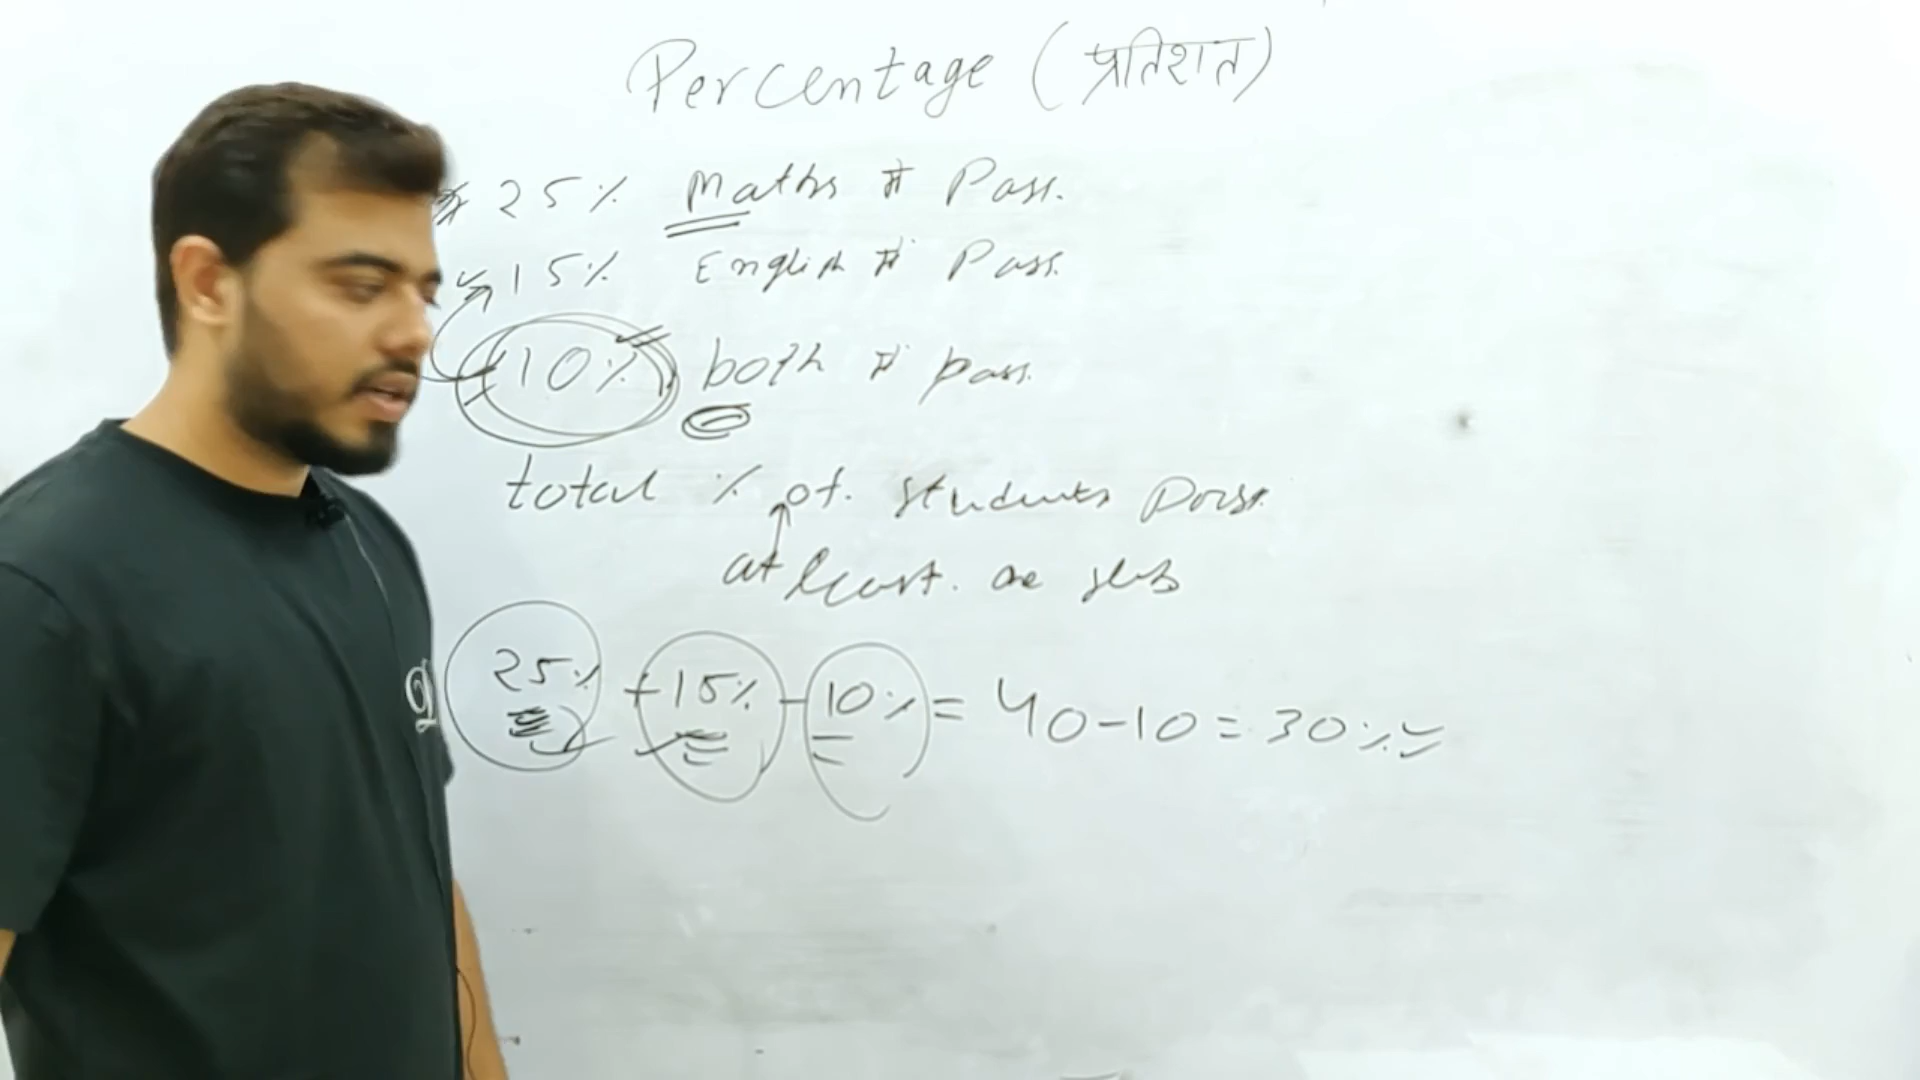 Percentage (प्रतिशत)
25% Maths में Pass.
15% English में Pass.
10% both में pass.
total % of. students pass.
at least. one sub
25% + 15% - 10% = 40 - 10 = 30%